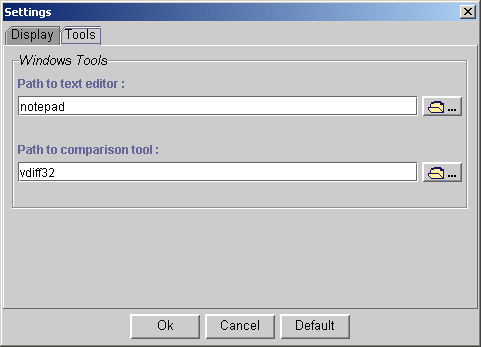 Settings
Display Tools
Windows Tools
Path to text editor :
notepad
...
Path to comparison tool :
vdiff32
...
Ok Cancel Default